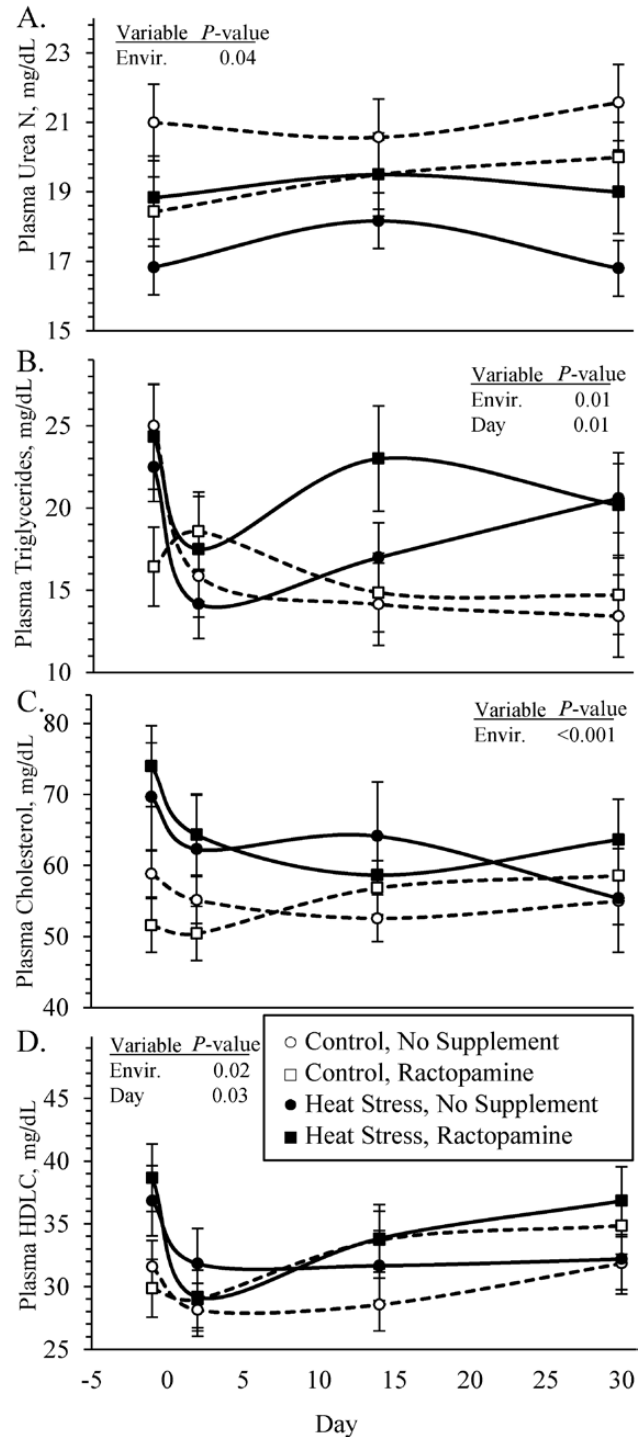 A.
Variable P-value
Envir. 0.04
Plasma Urea N, mg/dL
23
21
19
17
15
B.
Variable P-value
Envir. 0.01
Day 0.01
Plasma Triglycerides, mg/dL
25
20
15
10
C.
Variable P-value
Envir. <0.001
Plasma Cholesterol, mg/dL
80
70
60
50
40
D.
Variable P-value
Envir. 0.02
Day 0.03
Control, No Supplement
Control, Ractopamine
Heat Stress, No Supplement
Heat Stress, Ractopamine
Plasma HDLC, mg/dL
45
40
35
30
25
-5 0 5 10 15 20 25 30
Day